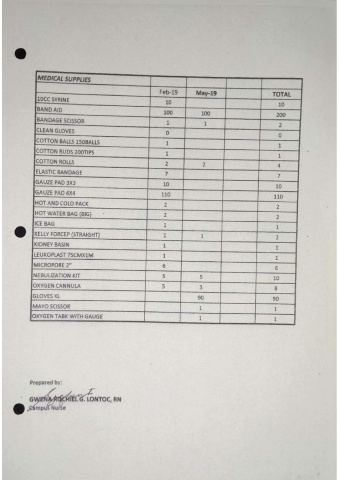 MEDICAL SUPPLIES
Feb-19 May-19 TOTAL
10CC SYRINE 10 10
BAND AID 100 100 200
BANDAGE SCISSOR 1 1 2
CLEAN GLOVES 0 0
COTTON BALLS 150BALLS 1 1
COTTON BUDS 200TIPS 1 1
COTTON ROLLS 2 2 4
ELASTIC BANDAGE 7 7
GAUZE PAD 3X3 10 10
GAUZE PAD 4X4 110 110
HOT AND COLD PACK 2 2
HOT WATER BAG (BIG) 2 2
ICE BAG 1 1
KELLY FORCEP (STRAIGHT) 1 1 2
KIDNEY BASIN 1 1
LEUKOPLAST 75CMX1M 1 1
MICROPORE 2" 6 6
NEBULIZATION KIT 5 5 10
OXYGEN CANNULA 5 3 8
GLOVES XL 90 90
MAYO SCISSOR 1 1
OXYGEN TABK WITH GAUGE 1 1
Prepared by:
GWENA ROCHIEL G. LONTOC, RN
Campus Nurse